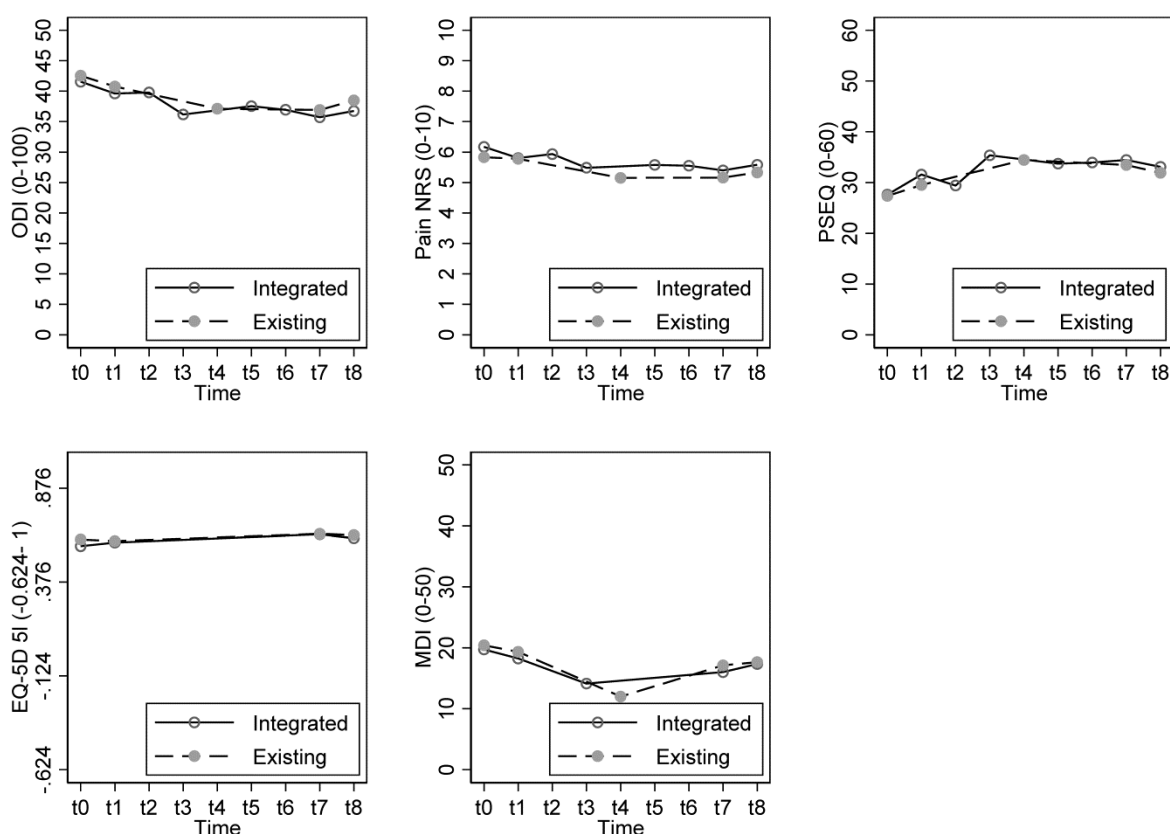 ODI (0-100)
0 5 10 15 20 25 30 35 40 45 50
Integrated
Existing
t0 t1 t2 t3 t4 t5 t6 t7 t8
Time
Pain NRS (0-10)
0 1 2 3 4 5 6 7 8 9 10
Integrated
Existing
t0 t1 t2 t3 t4 t5 t6 t7 t8
Time
PSEQ (0-60)
0 10 20 30 40 50 60
Integrated
Existing
t0 t1 t2 t3 t4 t5 t6 t7 t8
Time
EQ-5D 5l (-0.624- 1)
-.624 -.124 .376 .876
Integrated
Existing
t0 t1 t2 t3 t4 t5 t6 t7 t8
Time
MDI (0-50)
0 10 20 30 40 50
Integrated
Existing
t0 t1 t2 t3 t4 t5 t6 t7 t8
Time